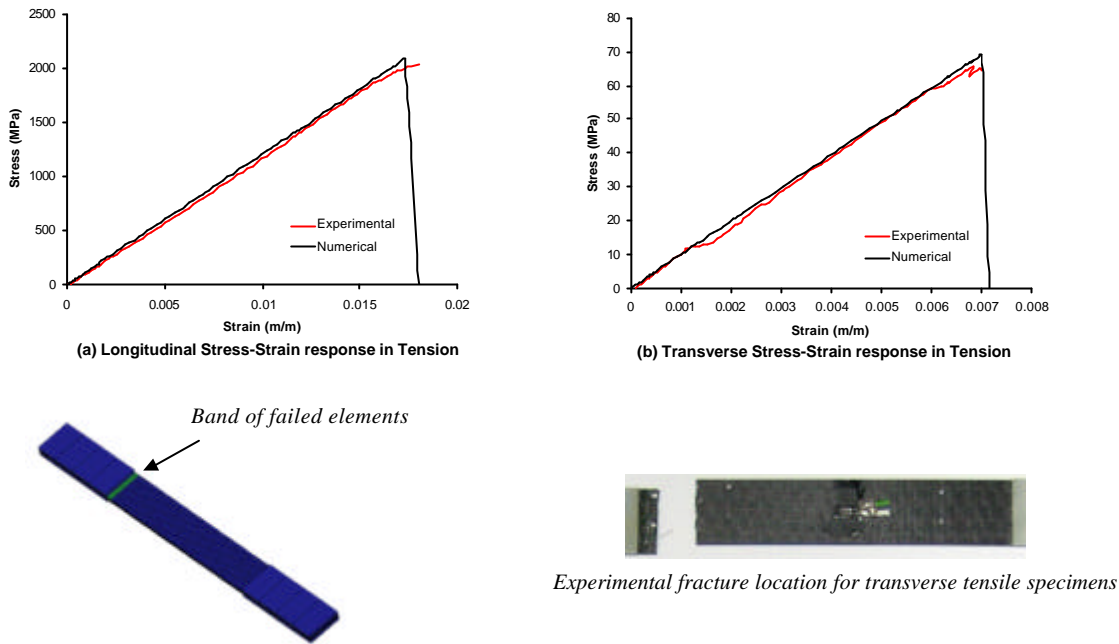 2500
2000
1500
1000
500
0
Stress (MPa)
Experimental
Numerical
0 0.005 0.01 0.015 0.02
Strain (m/m)
(a) Longitudinal Stress-Strain response in Tension
80
70
60
50
40
30
20
10
0
Stress (MPa)
Experimental
Numerical
0 0.001 0.002 0.003 0.004 0.005 0.006 0.007 0.008
Strain (m/m)
(b) Transverse Stress-Strain response in Tension
Band of failed elements
Experimental fracture location for transverse tensile specimens